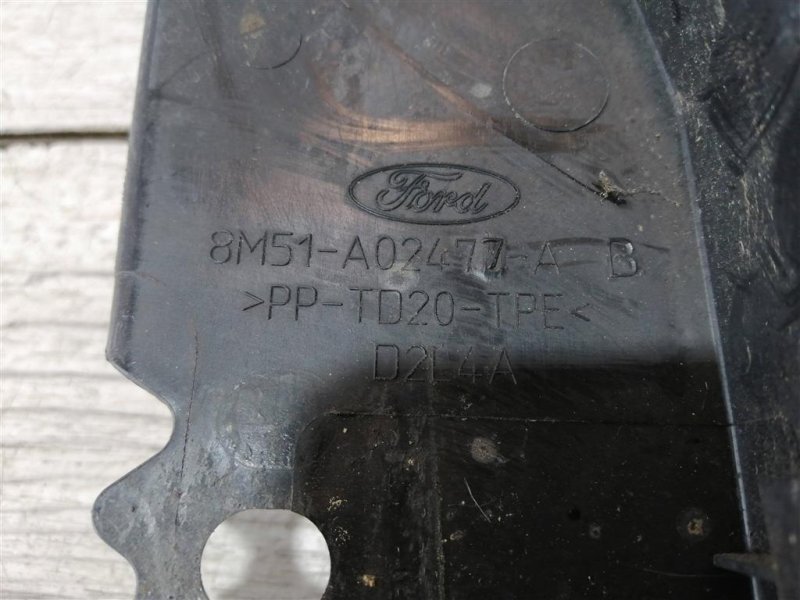 Ford
8M51-A02477-A B
>PP-TD20-TPE<
D2L4A